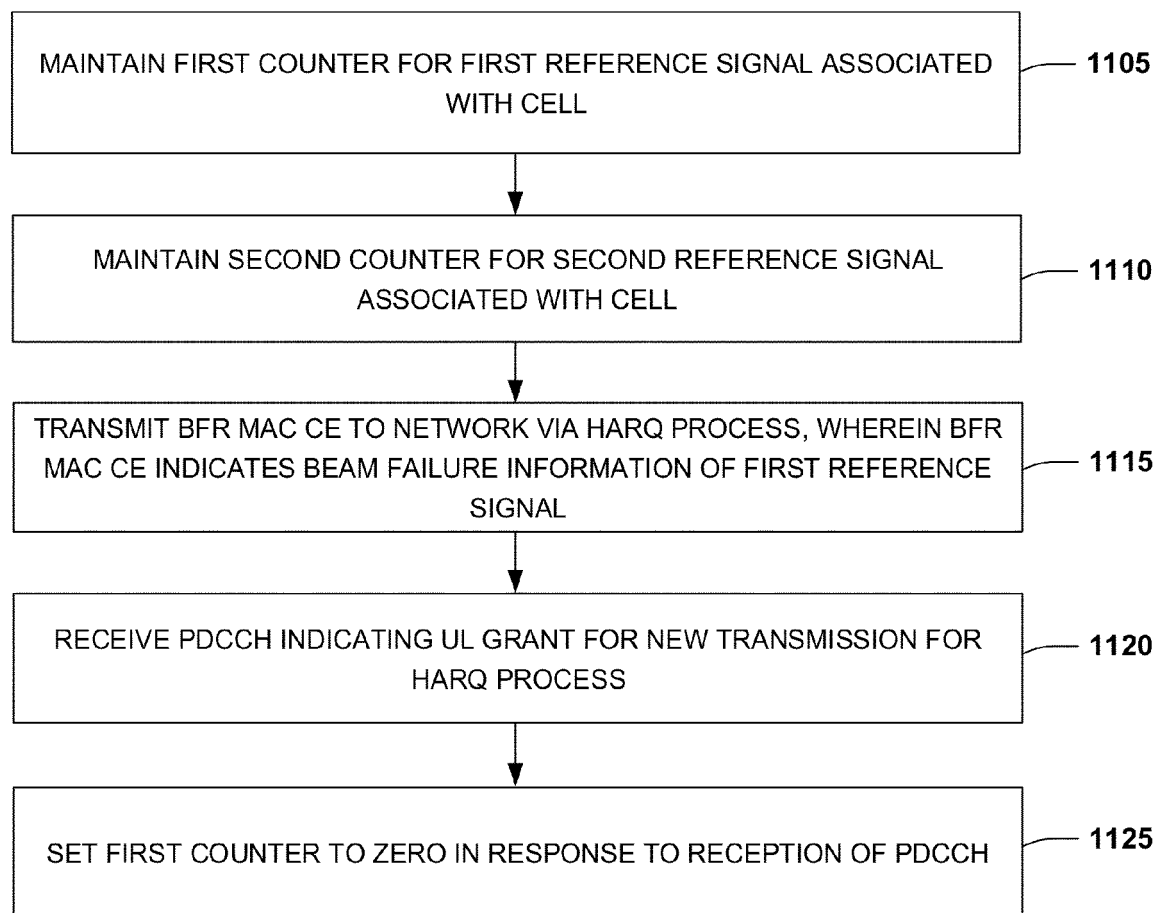 MAINTAIN FIRST COUNTER FOR FIRST REFERENCE SIGNAL ASSOCIATED
WITH CELL
1105
MAINTAIN SECOND COUNTER FOR SECOND REFERENCE SIGNAL
ASSOCIATED WITH CELL
1110
TRANSMIT BFR MAC CE TO NETWORK VIA HARQ PROCESS, WHEREIN BFR
MAC CE INDICATES BEAM FAILURE INFORMATION OF FIRST REFERENCE
SIGNAL
1115
RECEIVE PDCCH INDICATING UL GRANT FOR NEW TRANSMISSION FOR
HARQ PROCESS
1120
SET FIRST COUNTER TO ZERO IN RESPONSE TO RECEPTION OF PDCCH
1125